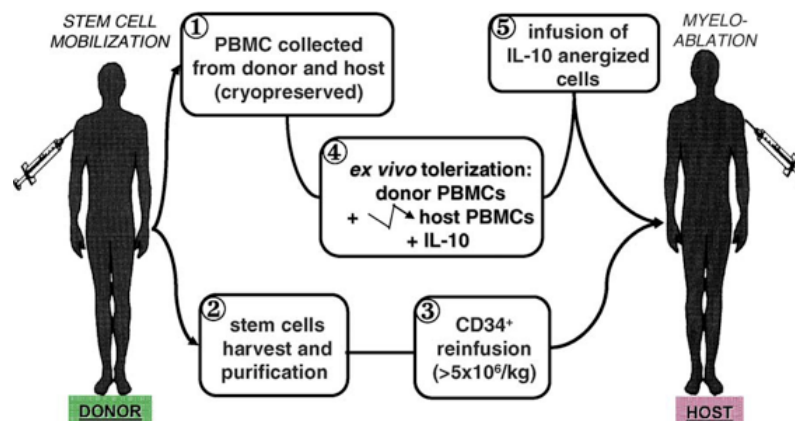 STEM CELL
MOBILIZATION
①
PBMC collected
from donor and host
(cryopreserved)
⑤
infusion of
IL-10 anergized
cells
MYELO-
ABLATION
④
ex vivo tolerization:
donor PBMCs
+ host PBMCs
+ IL-10
②
stem cells
harvest and
purification
③
CD34⁺
reinfusion
(>5x10⁶/kg)
DONOR
HOST